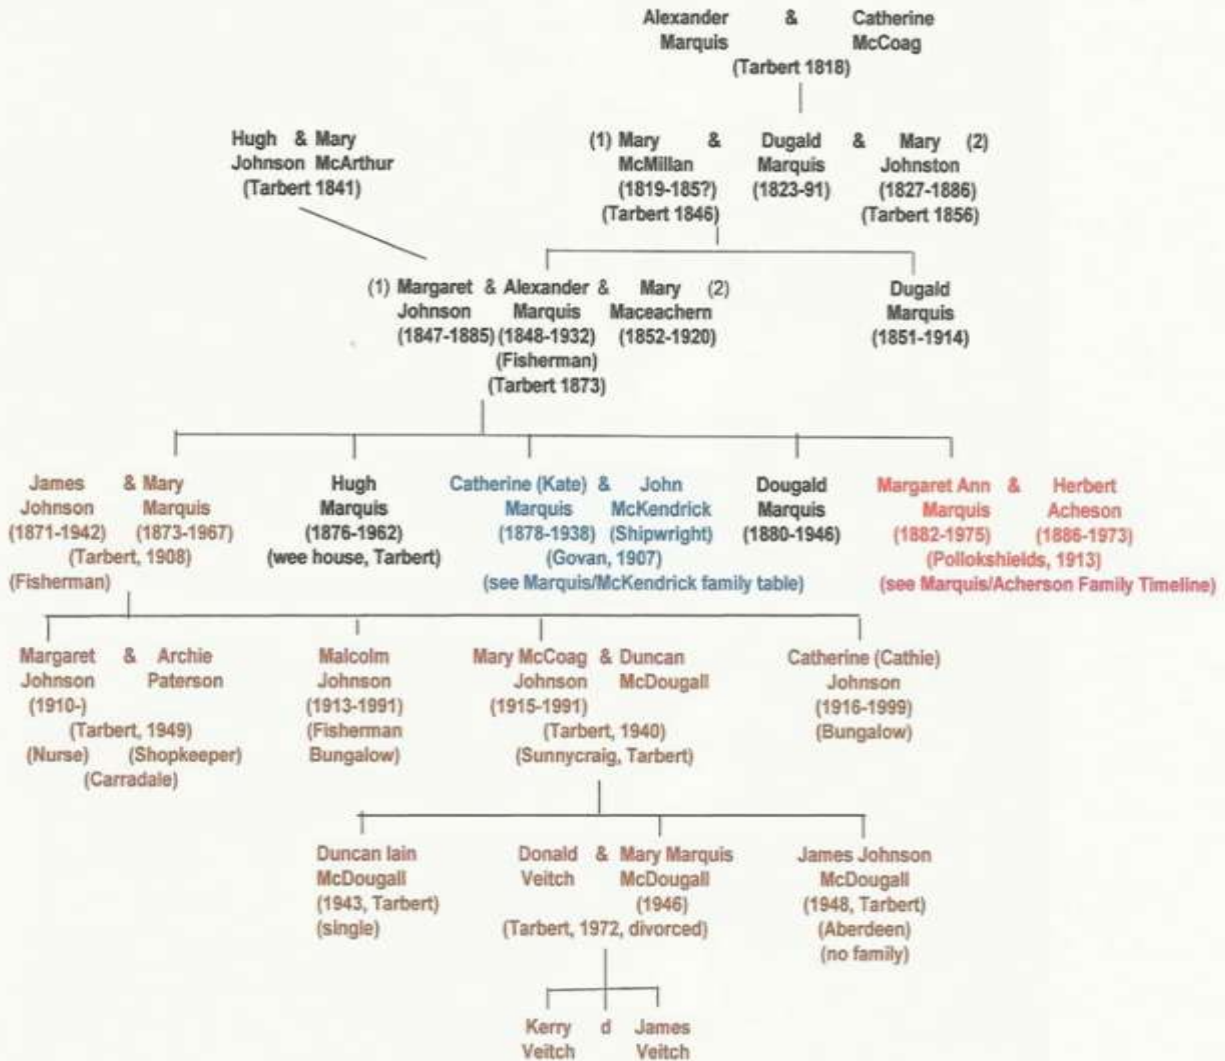 Alexander & Catherine
Marquis McCoag
(Tarbert 1818)
Hugh & Mary
Johnson McArthur
(Tarbert 1841)
(1) Mary & Dugald & Mary (2)
McMillan Marquis Johnston
(1819-185?) (1823-91) (1827-1886)
(Tarbert 1846) (Tarbert 1856)
(1) Margaret & Alexander & Mary (2)
Johnson Marquis Maceachern
(1847-1885) (1848-1932) (1852-1920)
(Fisherman)
(Tarbert 1873)
Dugald
Marquis
(1851-1914)
James & Mary
Johnson Marquis
(1871-1942) (1873-1967)
(Tarbert, 1908)
(Fisherman)
Hugh
Marquis
(1876-1962)
(wee house, Tarbert)
Catherine (Kate) & John
Marquis McKendrick
(1878-1938) (Shipwright)
(Govan, 1907)
(see Marquis/McKendrick family table)
Dougald
Marquis
(1880-1946)
Margaret Ann & Herbert
Marquis Acheson
(1882-1975) (1886-1973)
(Pollokshields, 1913)
(see Marquis/Acherson Family Timeline)
Margaret & Archie
Johnson Paterson
(1910-)
(Tarbert, 1949)
(Nurse) (Shopkeeper)
(Carradale)
Malcolm
Johnson
(1913-1991)
(Fisherman
Bungalow)
Mary McCoag & Duncan
Johnson McDougall
(1915-1991)
(Tarbert, 1940)
(Sunnycraig, Tarbert)
Catherine (Cathie)
Johnson
(1916-1999)
(Bungalow)
Duncan Iain
McDougall
(1943, Tarbert)
(single)
Donald & Mary Marquis
Veitch McDougall
(1946)
(Tarbert, 1972, divorced)
James Johnson
McDougall
(1948, Tarbert)
(Aberdeen)
(no family)
Kerry d James
Veitch Veitch